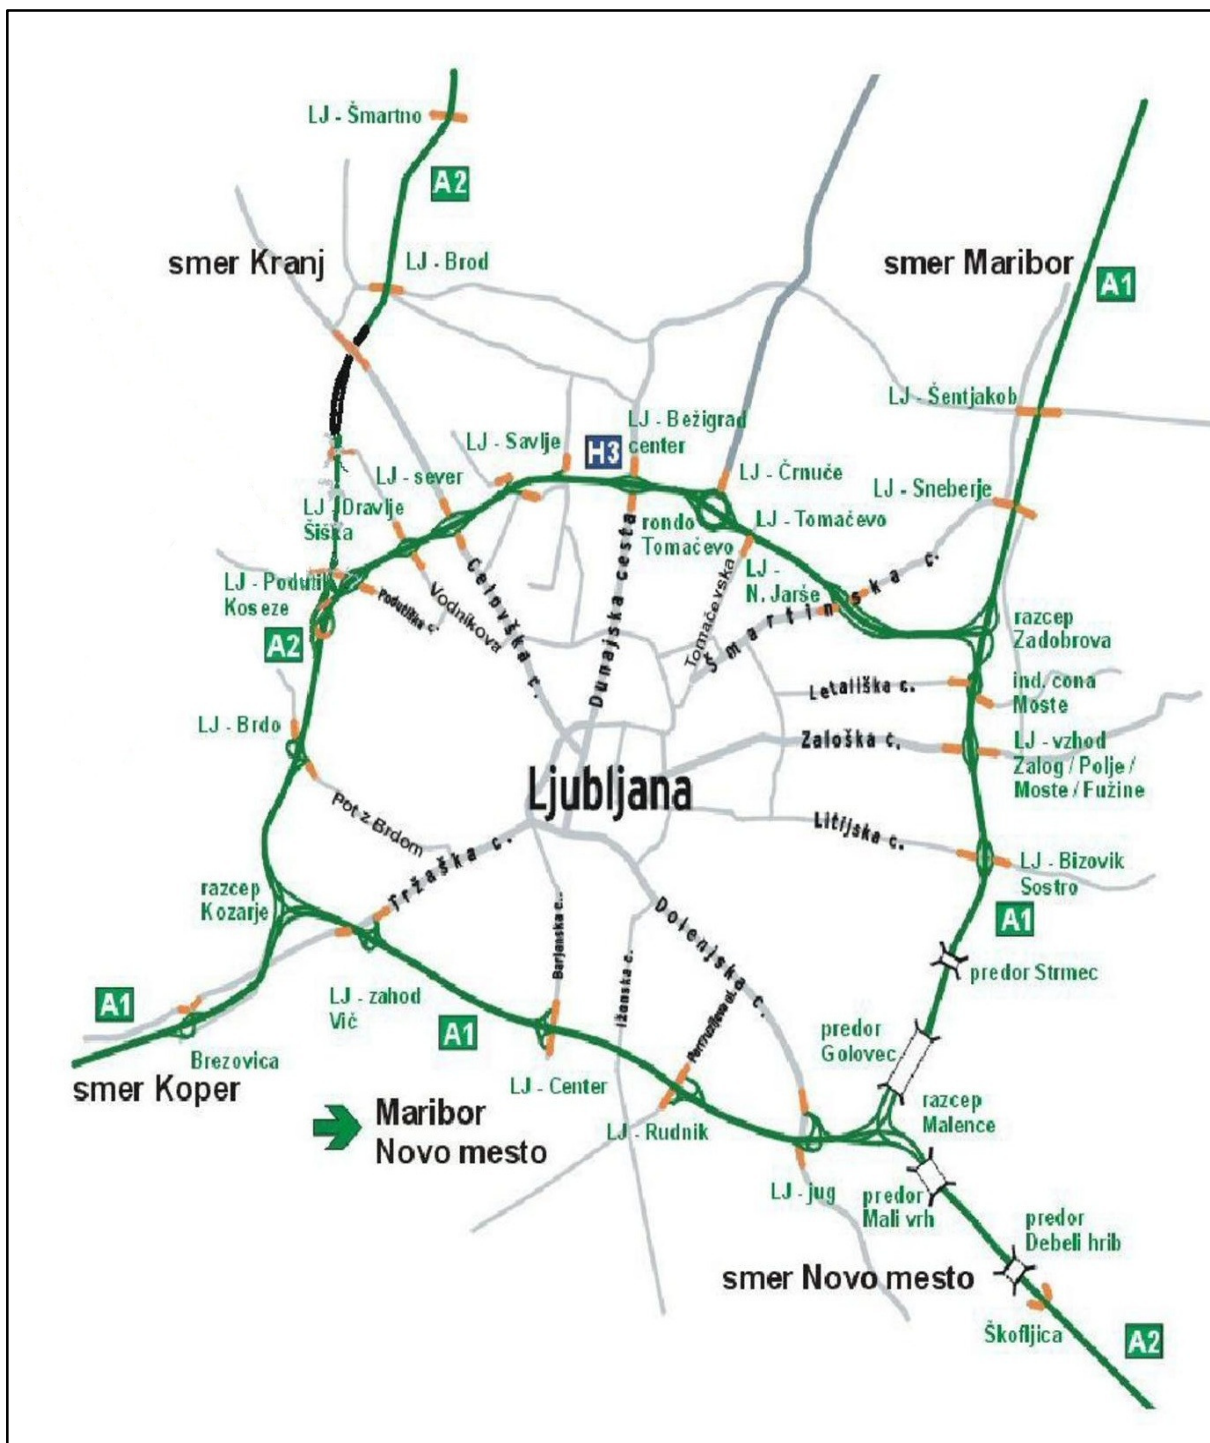 LJ - Šmartno
A2
smer Kranj
LJ - Brod
smer Maribor
A1
LJ - Šentjakob
LJ - Bežigrad
center
LJ - Savlje
H3
LJ - sever
LJ - Črnuče
LJ - Sneberje
LJ - Dravlje
Šiška
rondo
Tomačevo
LJ - Tomačevo
LJ -
N. Jarše
LJ - Podutik
Koseze
A2
Podutiška c.
Vodnikova
Celovška c.
Dunajska cesta
Tomačevska
Šmartinska c.
razcep
Zadobrova
Letališka c.
ind. cona
Moste
LJ - Brdo
Zaloška c.
LJ - vzhod
Zalog / Polje /
Moste / Fužine
Ljubljana
Pot z Brdom
Litijska c.
Tržaška c.
LJ - Bizovik
Sostro
razcep
Kozarje
A1
Dolenjska c.
Barjanska c..
Ižanska c.
predor Strmec
A1
LJ - zahod
Vič
A1
predor
Golovec
Brezovica
smer Koper
LJ - Center
razcep
Malence
Maribor
Novo mesto
LJ - Rudnik
LJ - jug
predor
Mali vrh
predor
Debeli hrib
smer Novo mesto
Škofljica
A2